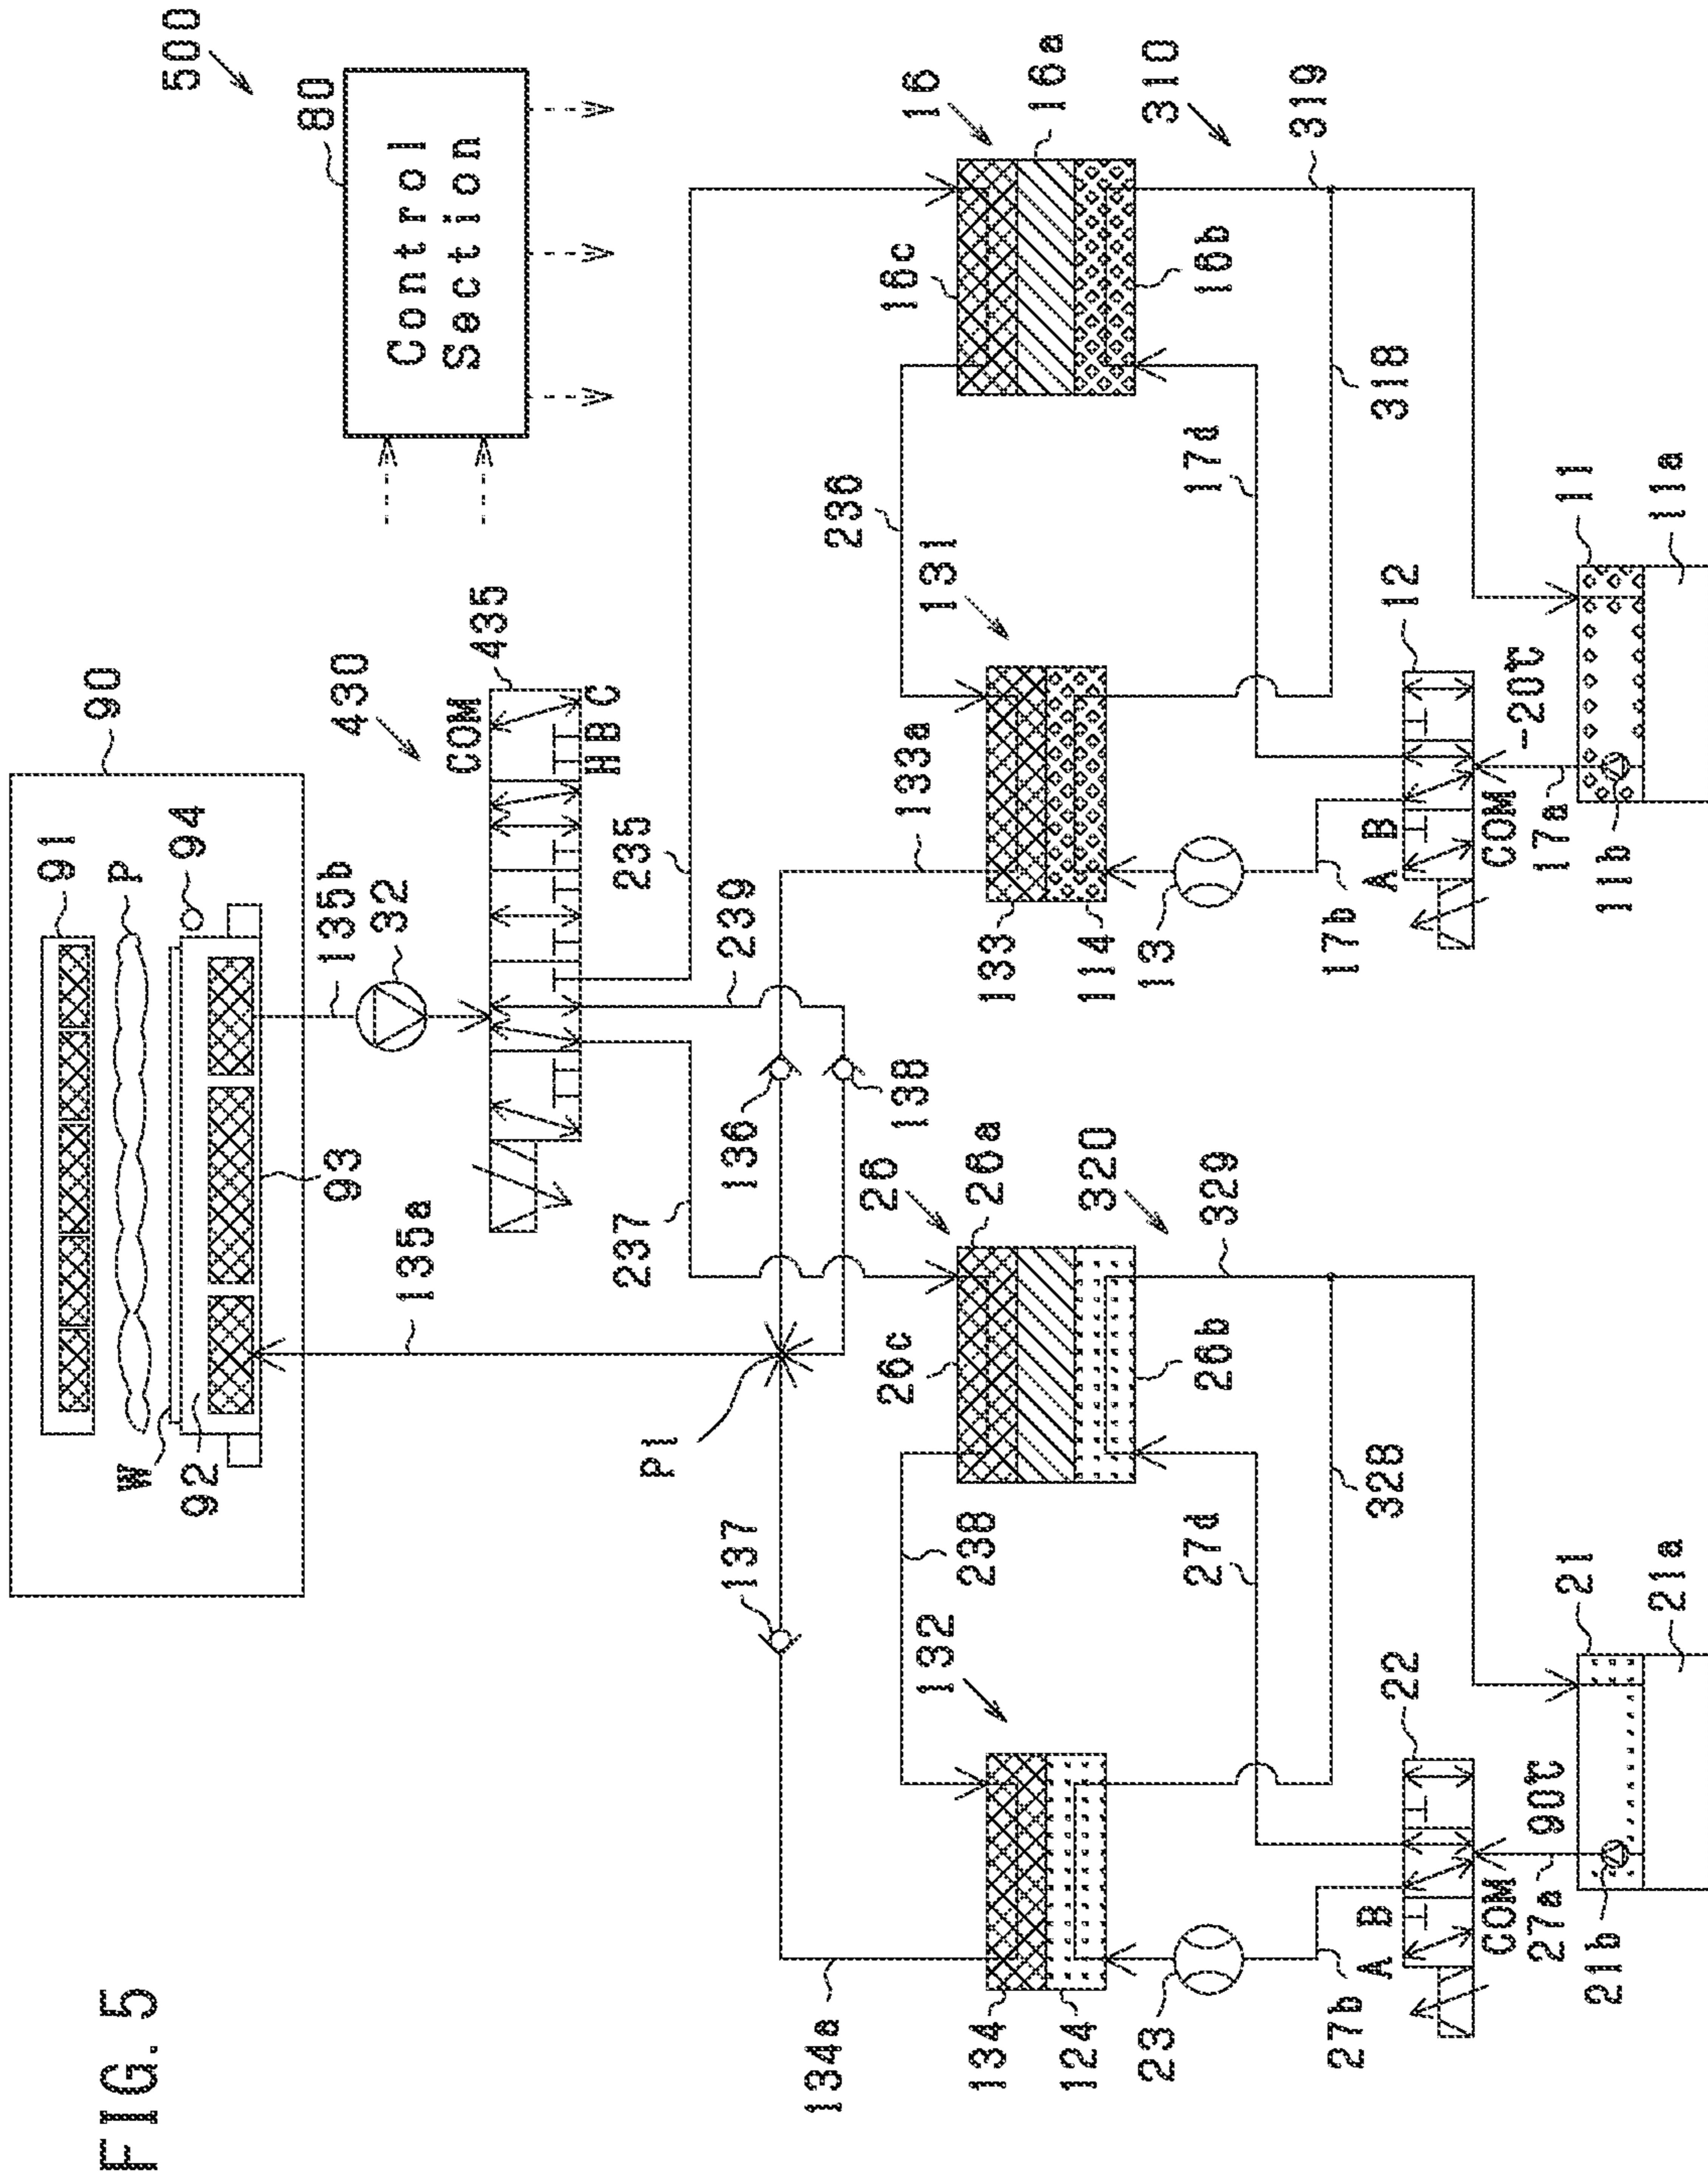 FIG. 5
500
80
Control
Section
90
91
P
94
W
92
93
135b
32
135a
430
435
COM
H B C
235
239
237
136
138
P1
137
16
16a
16c
16b
310
319
318
236
17d
131
133a
133
114
13
17b
A B
12
COM
-20℃
17a
11
11a
11b
26
26a
26c
26b
320
329
328
238
27d
132
134a
134
124
23
27b
A B
22
COM
90℃
27a
21
21a
21b